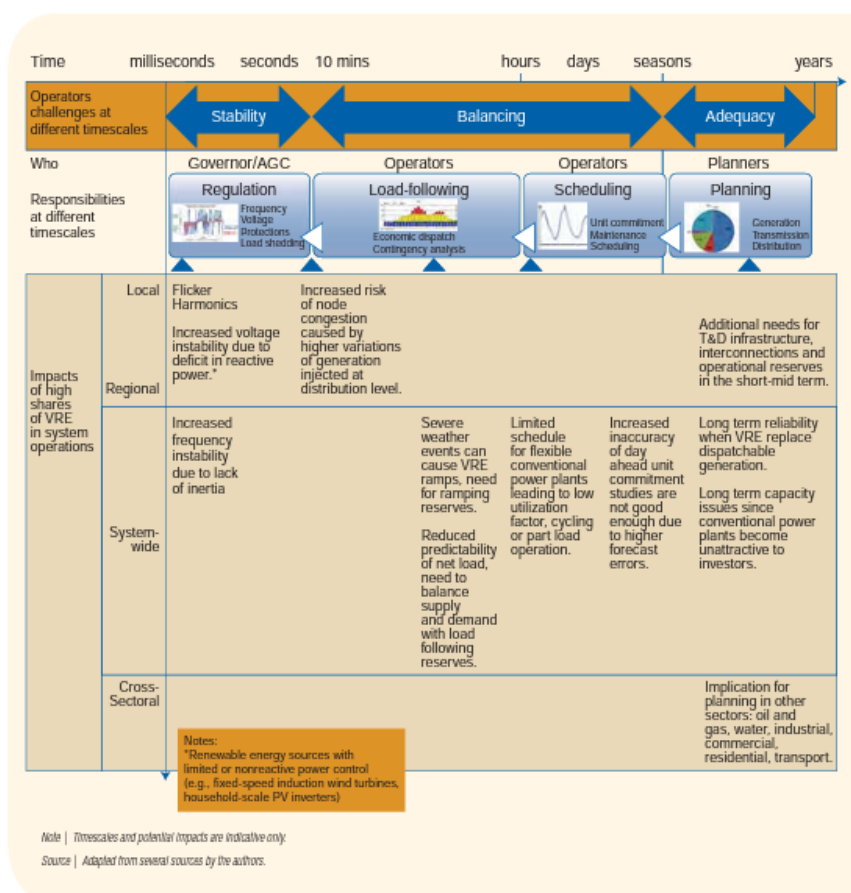 Time milliseconds seconds 10 mins hours days seasons years
Operators
challenges at
different timescales
Stability Balancing Adequacy
Who Governor/AGC Operators Operators Planners
Responsibilities
at different
timescales
Regulation
Frequency
Voltage
Protections
Load shedding
Load-following
Economic dispatch
Contingency analysis
Scheduling
Unit commitment
Maintenance
Scheduling
Planning
Generation
Transmission
Distribution
Impacts
of high
shares
of VRE
in system
operations
Local
Regional
Flicker
Harmonics
Increased voltage
instability due to
deficit in reactive
power.*
Increased risk
of node
congestion
caused by
higher variations
of generation
injected at
distribution level.
Additional needs for
T&D infrastructure,
interconnections and
operational reserves
in the short-mid term.
System-
wide
Increased
frequency
instability
due to lack
of inertia
Severe
weather
events can
cause VRE
ramps, need
for ramping
reserves.
Reduced
predictability
of net load,
need to
balance
supply
and demand
with load
following
reserves.
Limited
schedule
for flexible
conventional
power plants
leading to low
utilization
factor, cycling
or part load
operation.
Increased
inaccuracy
of day
ahead unit
commitment
studies are
not good
enough due
to higher
forecast
errors.
Long term reliability
when VRE replace
dispatchable
generation.
Long term capacity
issues since
conventional power
plants become
unattractive to
investors.
Cross-
Sectoral
Implication for
planning in other
sectors: oil and
gas, water, industrial,
commercial,
residential, transport.
Notes:
*Renewable energy sources with
limited or nonreactive power control
(e.g., fixed-speed induction wind turbines,
household-scale PV inverters)
Note | Timescales and potential impacts are indicative only.
Source | Adapted from several sources by the authors.